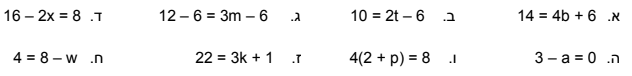 א. 14 = 4b + 6 ב. 10 = 2t – 6 ג. 12 – 6 = 3m – 6 ד. 16 – 2x = 8
ה. 3 – a = 0 ו. 4(2 + p) = 8 ז. 22 = 3k + 1 ח. 4 = 8 – w